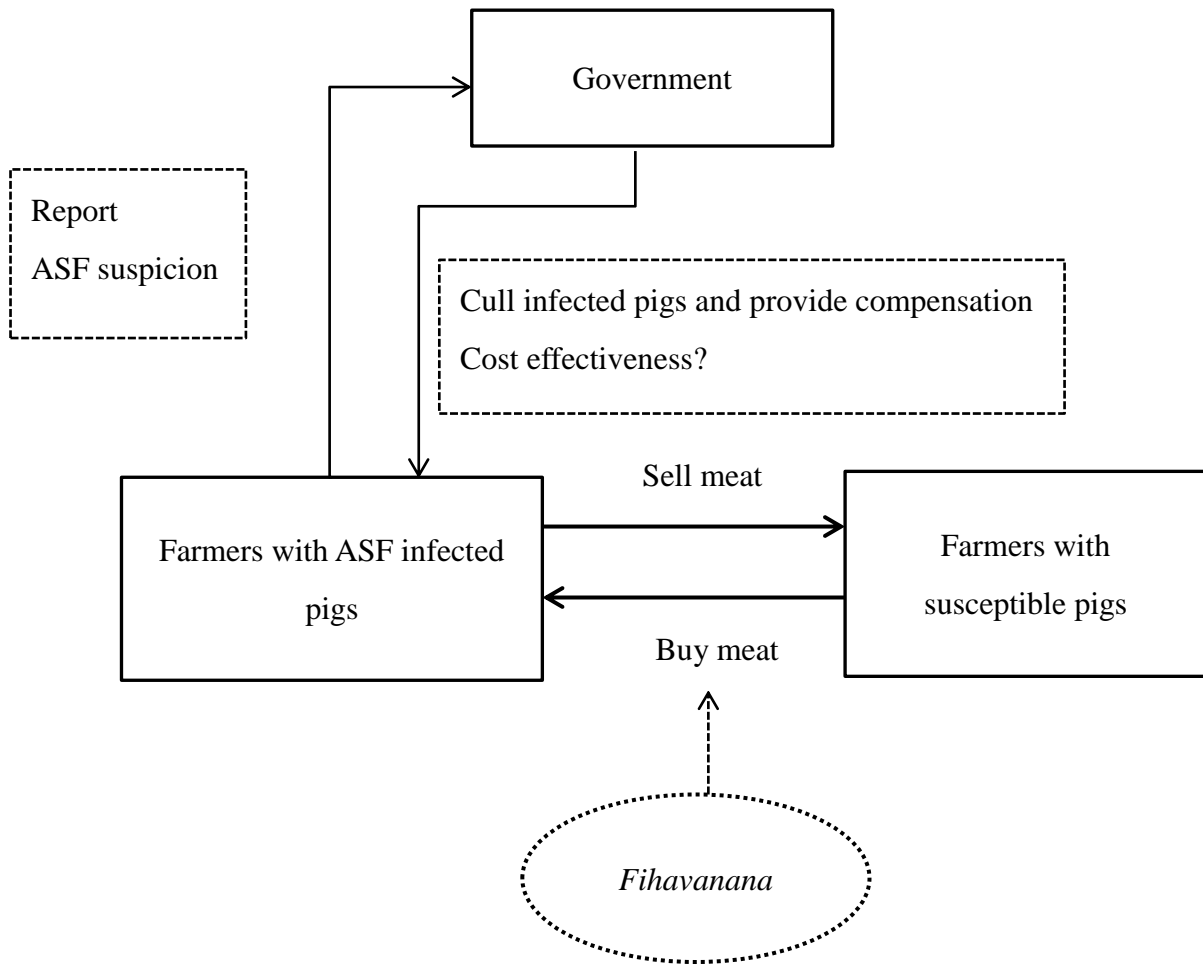 Government
Report
ASF suspicion
Cull infected pigs and provide compensation
Cost effectiveness?
Sell meat
Farmers with ASF infected
pigs
Farmers with
susceptible pigs
Buy meat
Fihavanana